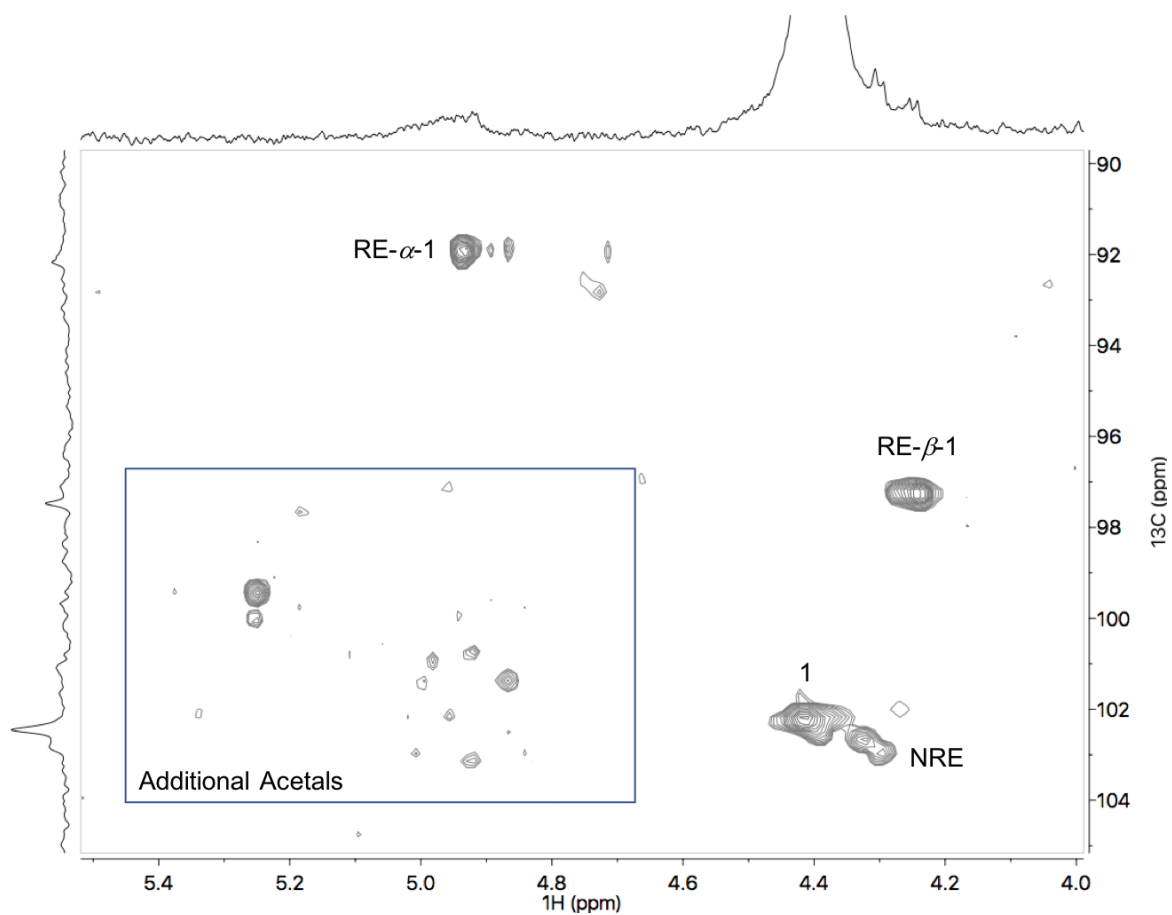 90
RE-α-1
92
94
96
RE-β-1
98
13C (ppm)
100
1
102
NRE
Additional Acetals
104
5.4 5.2 5.0 4.8 4.6 4.4 4.2 4.0
1H (ppm)